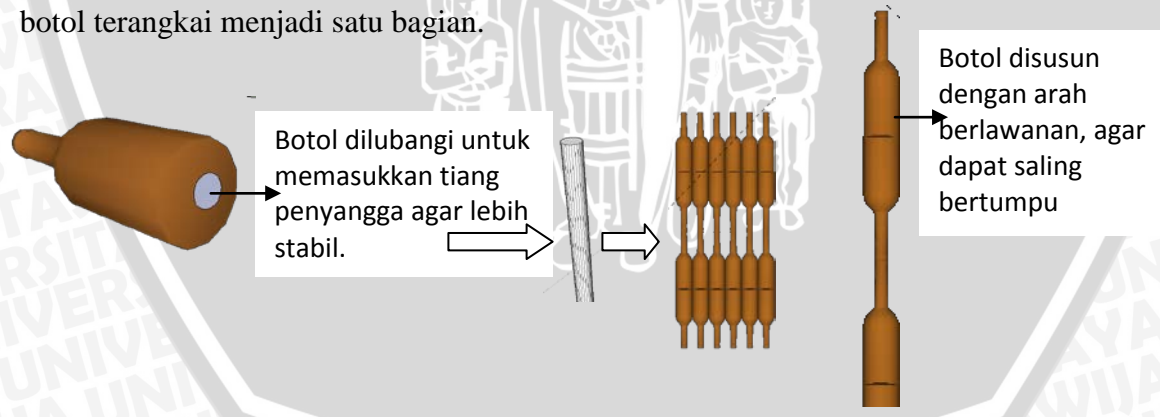 botol terangkai menjadi satu bagian.
Botol dilubangi untuk
memasukkan tiang
penyangga agar lebih
stabil.
Botol disusun
dengan arah
berlawanan, agar
dapat saling
bertumpu